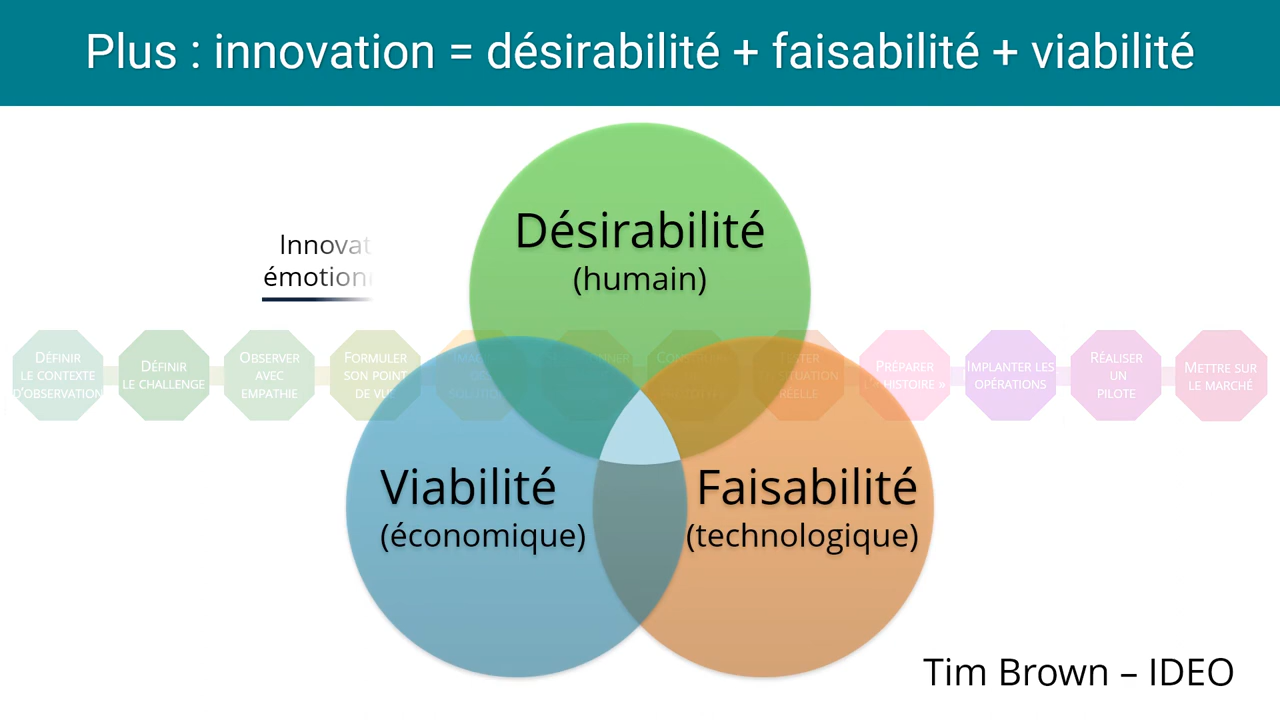 Plus : innovation = désirabilité + faisabilité + viabilité
Désirabilité
(humain)
Innovat
émotion
DÉFINIR
LE CONTEXTE
D'OBSERVATION
DÉFINIR
LE CHALLENGE
OBSERVER
AVEC
EMPATHIE
FORMULER
SON POINT
DE VUE
PRÉPARER
HISTOIRE »
IMPLANTER LES
OPÉRATIONS
RÉALISER
UN
PILOTE
METTRE SUR
LE MARCHÉ
Viabilité
(économique)
Faisabilité
(technologique)
Tim Brown – IDEO